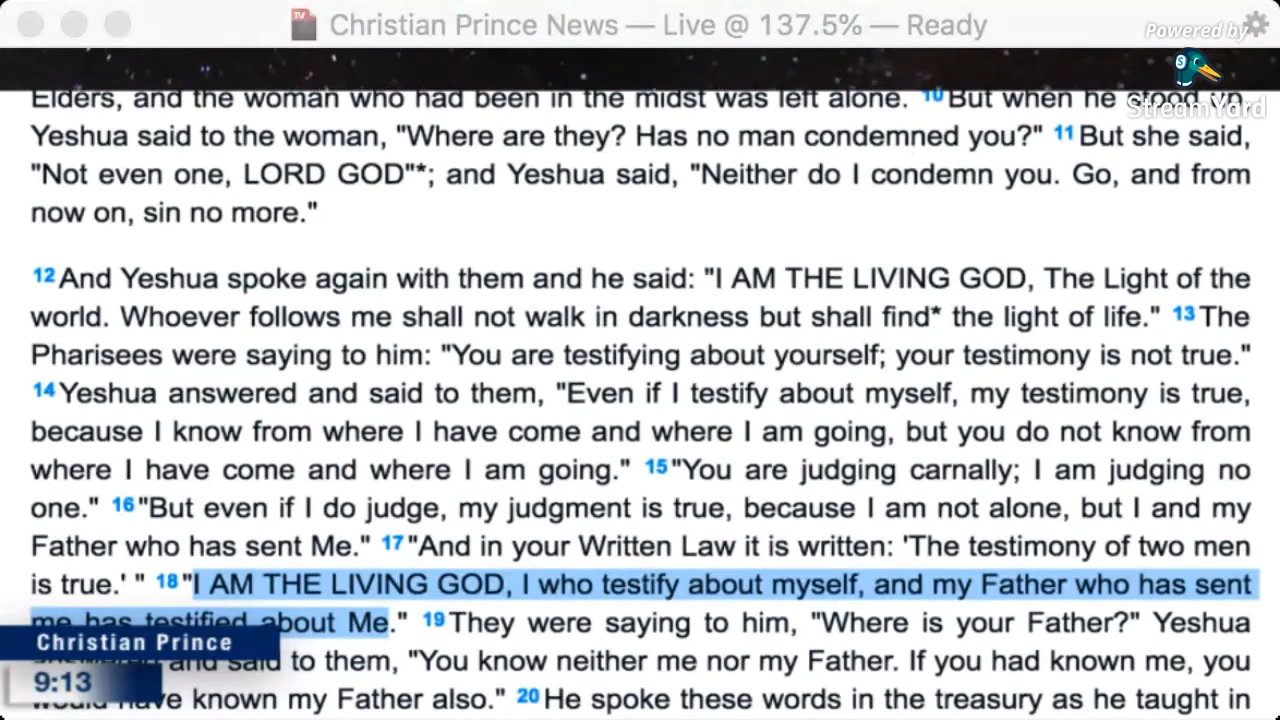 TV Christian Prince News — Live @ 137.5% — Ready
Powered by
S
StreamYard
Elders, and the woman who had been in the midst was left alone. 10 But when he stood up,
Yeshua said to the woman, "Where are they? Has no man condemned you?" 11 But she said,
"Not even one, LORD GOD"*; and Yeshua said, "Neither do I condemn you. Go, and from
now on, sin no more."
12 And Yeshua spoke again with them and he said: "I AM THE LIVING GOD, The Light of the
world. Whoever follows me shall not walk in darkness but shall find* the light of life." 13 The
Pharisees were saying to him: "You are testifying about yourself; your testimony is not true."
14 Yeshua answered and said to them, "Even if I testify about myself, my testimony is true,
because I know from where I have come and where I am going, but you do not know from
where I have come and where I am going." 15 "You are judging carnally; I am judging no
one." 16 "But even if I do judge, my judgment is true, because I am not alone, but I and my
Father who has sent Me." 17 "And in your Written Law it is written: 'The testimony of two men
is true.' " 18 "I AM THE LIVING GOD, I who testify about myself, and my Father who has sent
me has testified about Me." 19 They were saying to him, "Where is your Father?" Yeshua
answered and said to them, "You know neither me nor my Father. If you had known me, you
would have known my Father also." 20 He spoke these words in the treasury as he taught in
Christian Prince
9:13